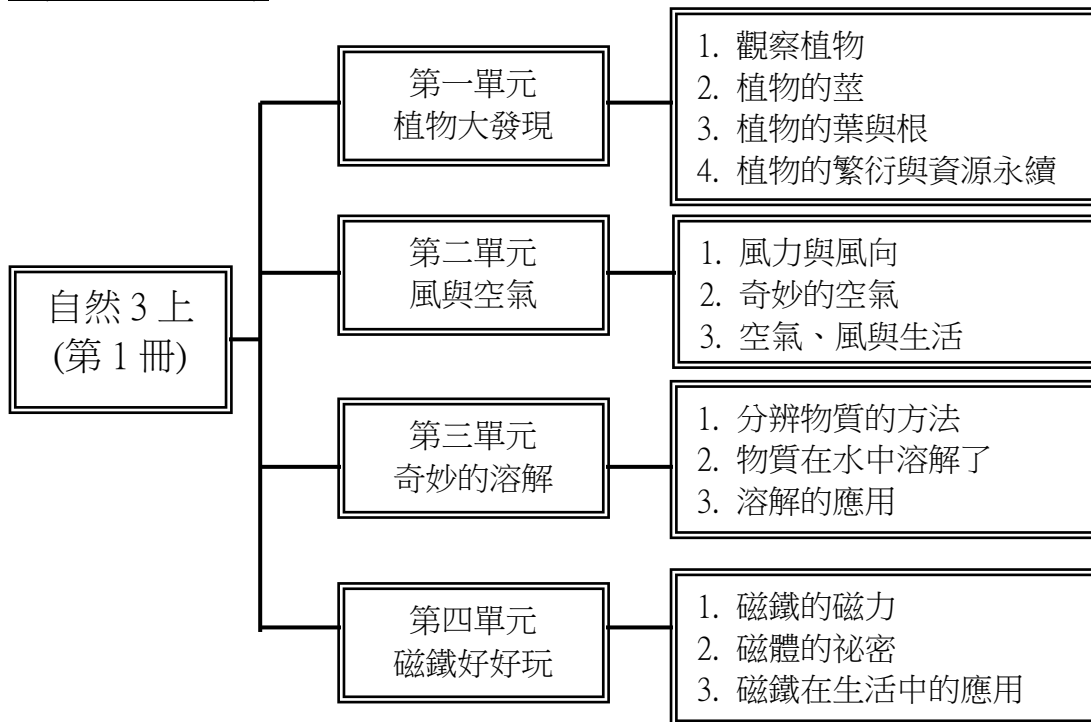 自然 3 上
(第 1 冊)
第一單元
植物大發現
1. 觀察植物
2. 植物的莖
3. 植物的葉與根
4. 植物的繁衍與資源永續
第二單元
風與空氣
1. 風力與風向
2. 奇妙的空氣
3. 空氣、風與生活
第三單元
奇妙的溶解
1. 分辨物質的方法
2. 物質在水中溶解了
3. 溶解的應用
第四單元
磁鐵好好玩
1. 磁鐵的磁力
2. 磁體的祕密
3. 磁鐵在生活中的應用